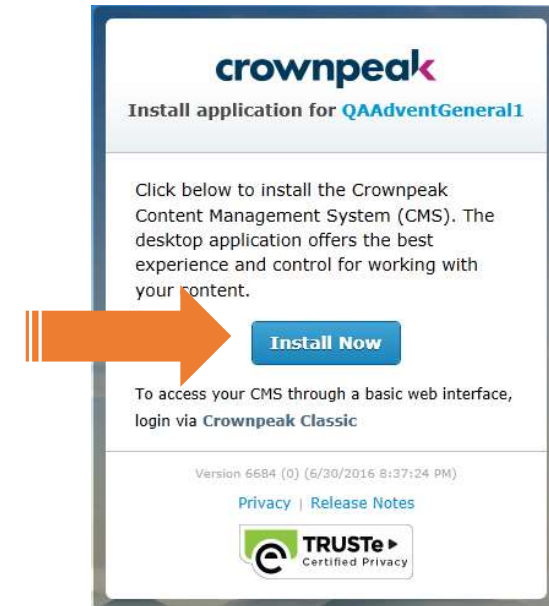 crownpeak
Install application for QAAdventGeneral1
Click below to install the Crownpeak
Content Management System (CMS). The
desktop application offers the best
experience and control for working with
your content.
Install Now
To access your CMS through a basic web interface,
login via Crownpeak Classic
Version 6684 (0) (6/30/2016 8:37:24 PM)
Privacy | Release Notes
TRUSTe
Certified Privacy